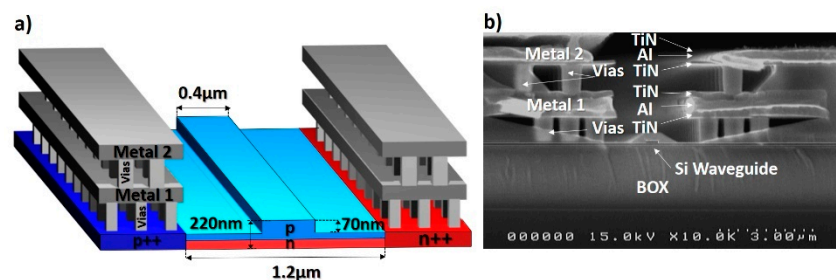 a)
0.4μm
Metal 2
Vias
Metal 1
Vias
220nm
70nm
p
n
p++
n++
1.2μm
b)
TiN
Metal 2
Al
Vias
TiN
TiN
Metal 1
Al
Vias
TiN
Si Waveguide
BOX
000000 15.0kV X10.0K 3.00μm